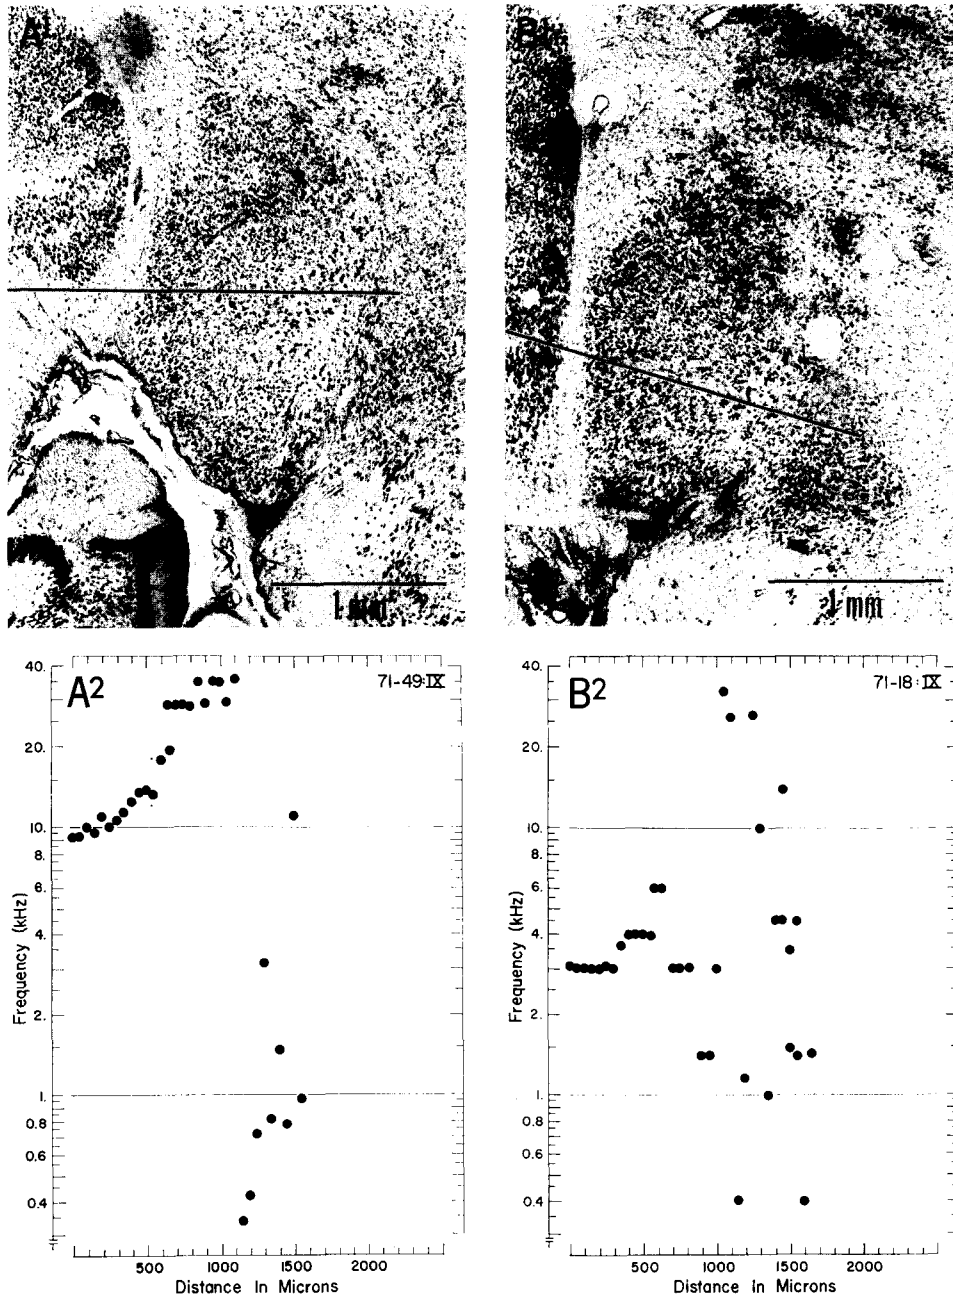 A1
B1
1 mm
1 mm
A2
71-49:IX
40.
20.
10.
8.
6.
4.
2.
1.
0.8
0.6
0.4
Frequency (kHz)
500 1000 1500 2000
Distance In Microns
B2
71-18:IX
40.
20.
10.
8.
6.
4.
2.
1.
0.8
0.6
0.4
Frequency (kHz)
500 1000 1500 2000
Distance In Microns